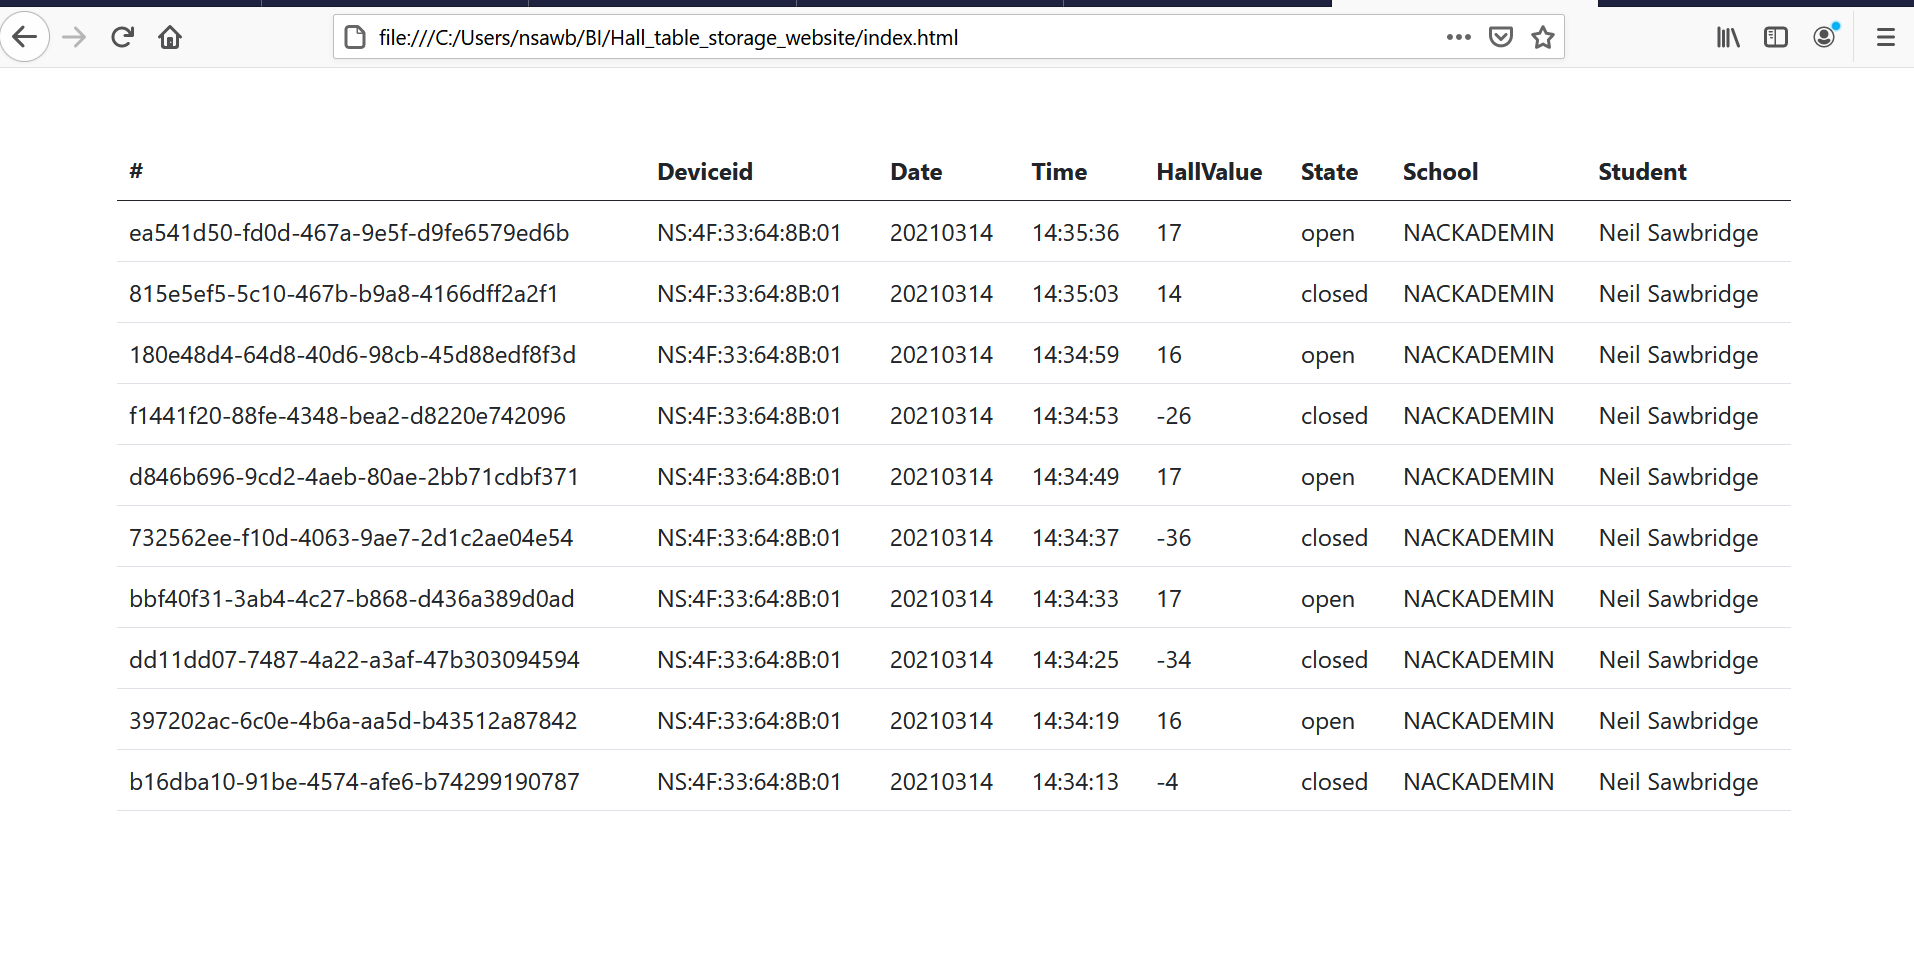 file:///C:/Users/nsawb/BI/Hall_table_storage_website/index.html
# Deviceid Date Time HallValue State School Student
ea541d50-fd0d-467a-9e5f-d9fe6579ed6b NS:4F:33:64:8B:01 20210314 14:35:36 17 open NACKADEMIN Neil Sawbridge
815e5ef5-5c10-467b-b9a8-4166dff2a2f1 NS:4F:33:64:8B:01 20210314 14:35:03 14 closed NACKADEMIN Neil Sawbridge
180e48d4-64d8-40d6-98cb-45d88edf8f3d NS:4F:33:64:8B:01 20210314 14:34:59 16 open NACKADEMIN Neil Sawbridge
f1441f20-88fe-4348-bea2-d8220e742096 NS:4F:33:64:8B:01 20210314 14:34:53 -26 closed NACKADEMIN Neil Sawbridge
d846b696-9cd2-4aeb-80ae-2bb71cdbf371 NS:4F:33:64:8B:01 20210314 14:34:49 17 open NACKADEMIN Neil Sawbridge
732562ee-f10d-4063-9ae7-2d1c2ae04e54 NS:4F:33:64:8B:01 20210314 14:34:37 -36 closed NACKADEMIN Neil Sawbridge
bbf40f31-3ab4-4c27-b868-d436a389d0ad NS:4F:33:64:8B:01 20210314 14:34:33 17 open NACKADEMIN Neil Sawbridge
dd11dd07-7487-4a22-a3af-47b303094594 NS:4F:33:64:8B:01 20210314 14:34:25 -34 closed NACKADEMIN Neil Sawbridge
397202ac-6c0e-4b6a-aa5d-b43512a87842 NS:4F:33:64:8B:01 20210314 14:34:19 16 open NACKADEMIN Neil Sawbridge
b16dba10-91be-4574-afe6-b74299190787 NS:4F:33:64:8B:01 20210314 14:34:13 -4 closed NACKADEMIN Neil Sawbridge